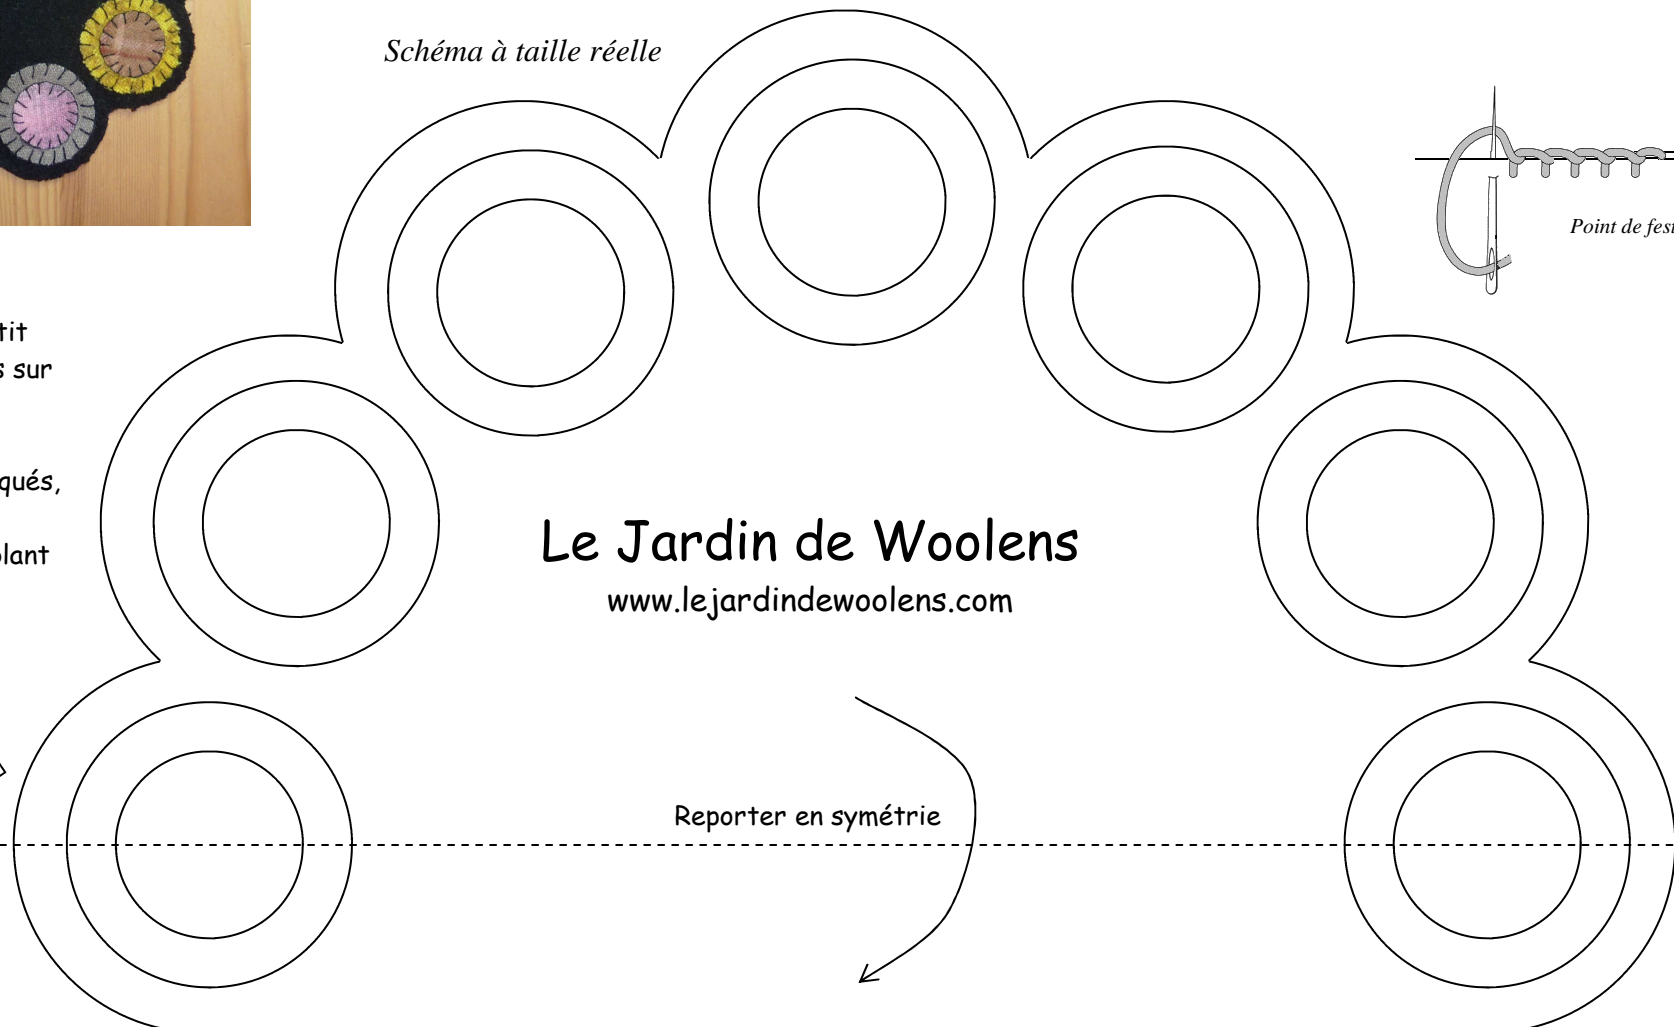 Schéma à taille réelle
Point de fest
tit
s sur
qués,
olant
Le Jardin de Woolens
www.lejardindewoolens.com
Reporter en symétrie